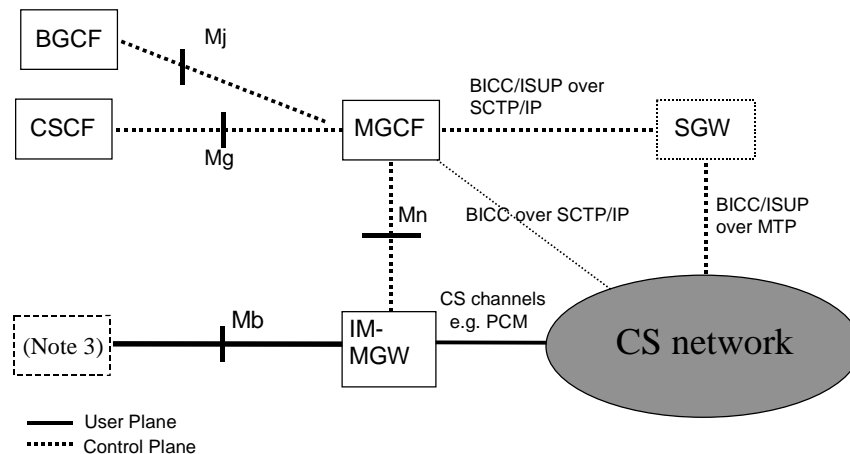 BGCF
Mj
BICC/ISUP over
SCTP/IP
CSCF
Mg
MGCF
SGW
Mn
BICC over SCTP/IP
BICC/ISUP
over MTP
(Note 3)
Mb
IM-
MGW
CS channels
e.g. PCM
CS network
User Plane
Control Plane